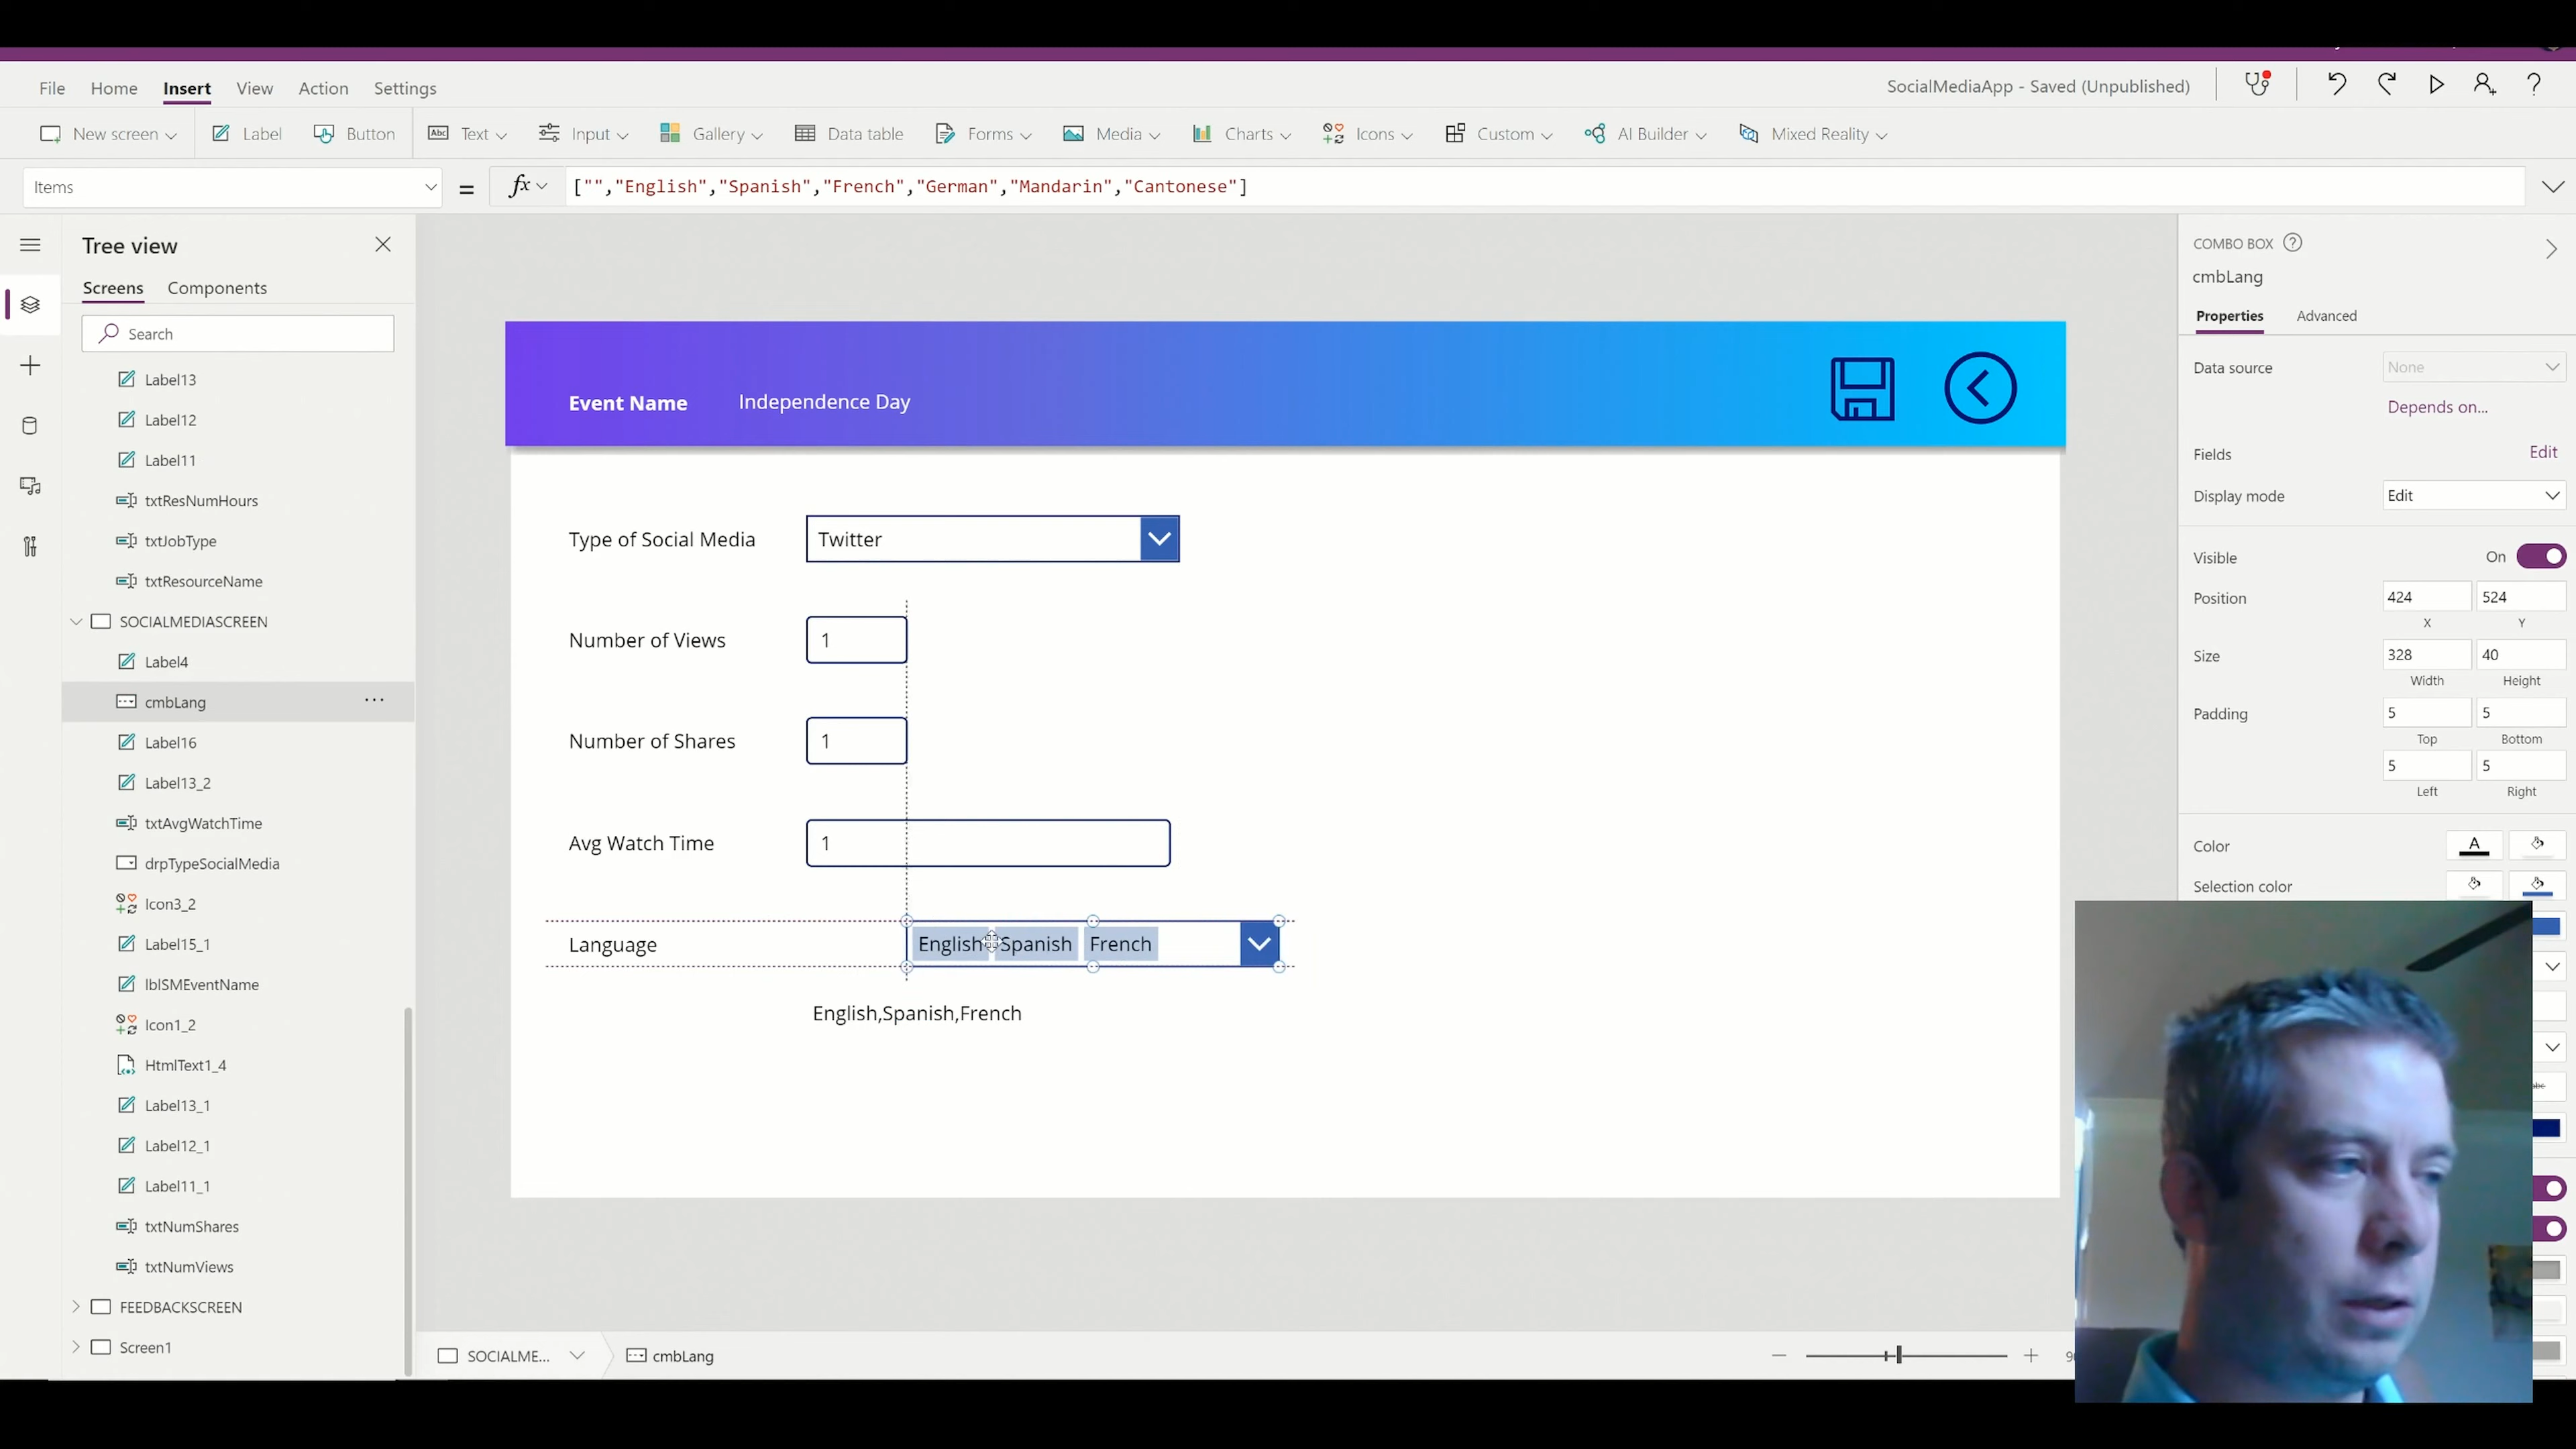 File Home Insert View Action Settings
SocialMediaApp - Saved (Unpublished)
New screen Label Button Text Input Gallery Data table Forms Media Charts Icons Custom AI Builder Mixed Reality
Items = fx ["","English","Spanish","French","German","Mandarin","Cantonese"]
Tree view
Screens Components
Search
Label13
Label12
Label11
txtResNumHours
txtJobType
txtResourceName
SOCIALMEDIASCREEN
Label4
cmbLang ...
Label16
Label13_2
txtAvgWatchTime
drpTypeSocialMedia
Icon3_2
Label15_1
lblSMEventName
Icon1_2
HtmlText1_4
Label13_1
Label12_1
Label11_1
txtNumShares
txtNumViews
FEEDBACKSCREEN
Screen1
Event Name Independence Day
Type of Social Media Twitter
Number of Views 1
Number of Shares 1
Avg Watch Time 1
Language English Spanish French
English,Spanish,French
SOCIALME... cmbLang
COMBO BOX ?
cmbLang
Properties Advanced
Data source None
Depends on...
Fields Edit
Display mode Edit
Visible On
Position 424 524
X Y
Size 328 40
Width Height
Padding 5 5
Top Bottom
5 5
Left Right
Color A
Selection color